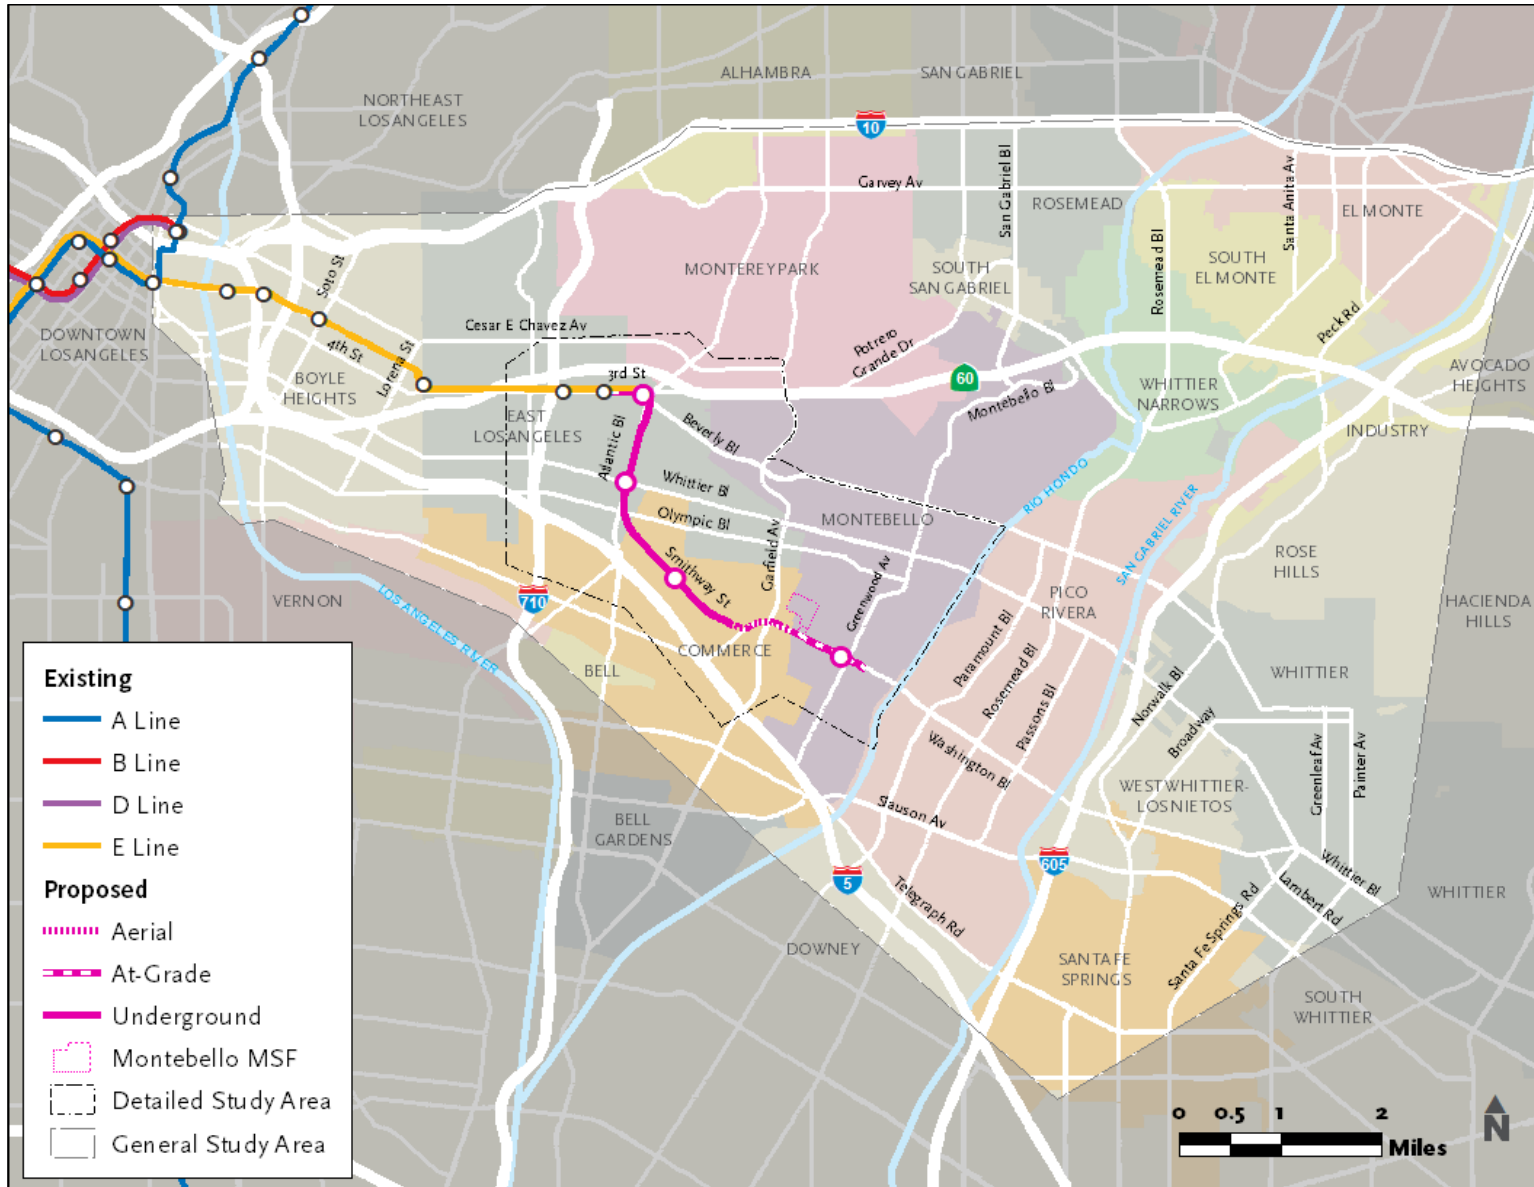 ALHAMBRA
SAN GABRIEL
NORTHEAST
LOS ANGELES
10
San Gabriel Bl
Garvey Av
Santa Anita Av
ROSEMEAD
EL MONTE
Rosemead Bl
Soto St
MONTEREY PARK
SOUTH
SAN GABRIEL
SOUTH
EL MONTE
Peck Rd
Cesar E Chavez Av
DOWNTOWN
LOS ANGELES
4th St
Lorena St
Potrero
Grande Dr
BOYLE
HEIGHTS
3rd St
60
Montebello Bl
WHITTIER
NARROWS
AVOCADO
HEIGHTS
EAST
LOS ANGELES
Atlantic Bl
Beverly Bl
INDUSTRY
Whittier Bl
Olympic Bl
MONTEBELLO
RIO HONDO
SAN GABRIEL RIVER
Garfield Av
Smithway St
Greenwood Av
ROSE
HILLS
VERNON
LOS ANGELES RIVER
710
PICO
RIVERA
HACIENDA
HILLS
COMMERCE
BELL
Paramount Bl
Rosemead Bl
Passons Bl
WHITTIER
Norwalk Bl
Broadway
Washington Bl
Greenleaf Av
Painter Av
WEST WHITTIER-
LOS NIETOS
BELL
GARDENS
Slauson Av
605
5
Telegraph Rd
Whittier Bl
Lambert Rd
WHITTIER
Santa Fe Springs Rd
DOWNEY
SANTA FE
SPRINGS
SOUTH
WHITTIER
Existing
A Line
B Line
D Line
E Line
Proposed
Aerial
At-Grade
Underground
Montebello MSF
Detailed Study Area
General Study Area
0 0.5 1 2
Miles
N